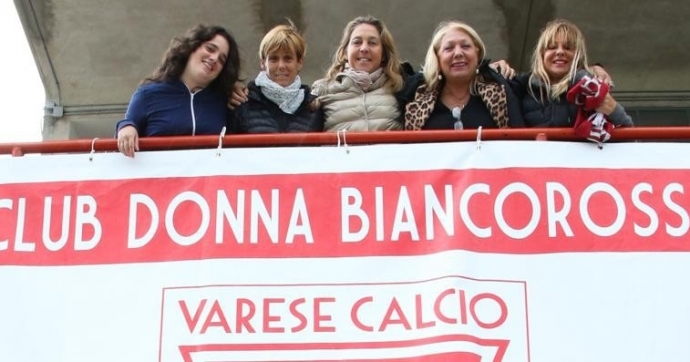 CLUB DONNA BIANCOROSS
VARESE CALCIO